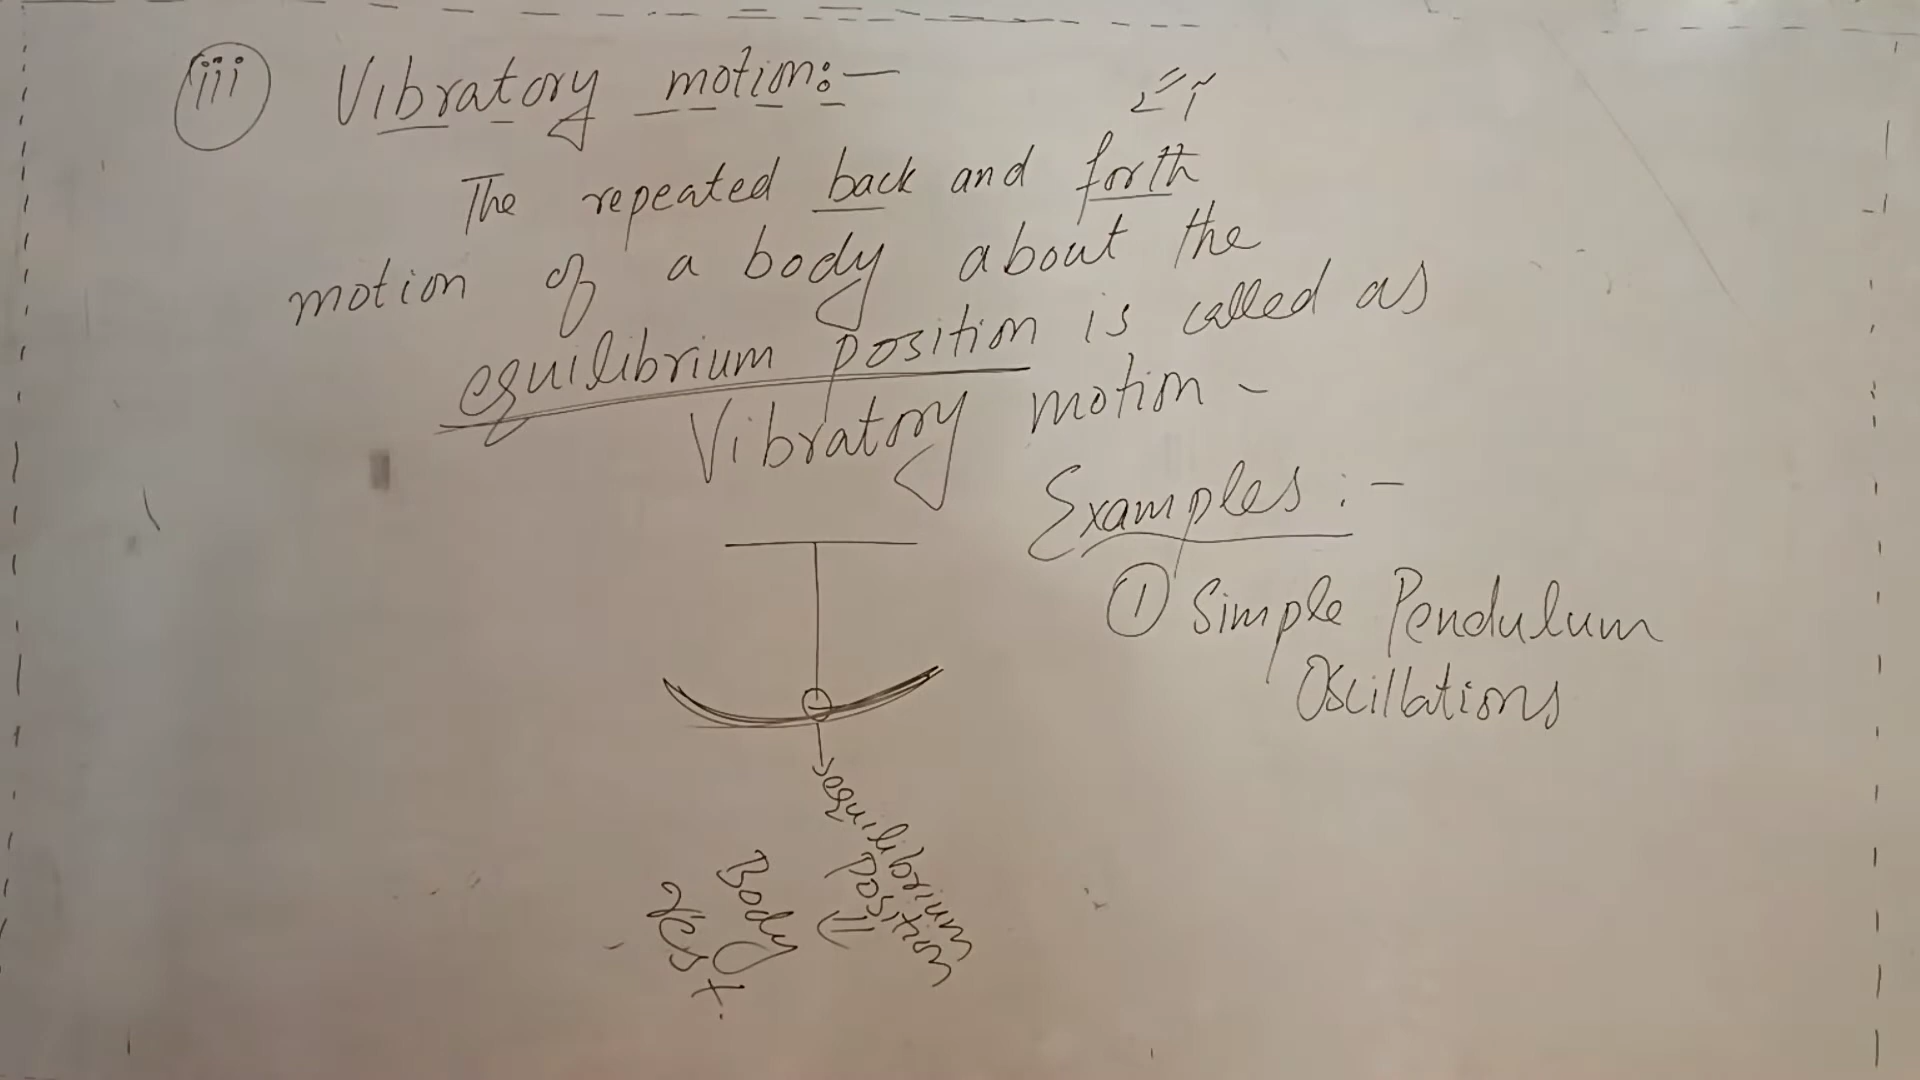 iii Vibratory motion:-
The repeated back and forth
motion of a body about the
equilibrium position is called as
Vibratory motion -
Examples :-
① Simple Pendulum
Oscillations
equilibrium
position
⇓
Body
rest.